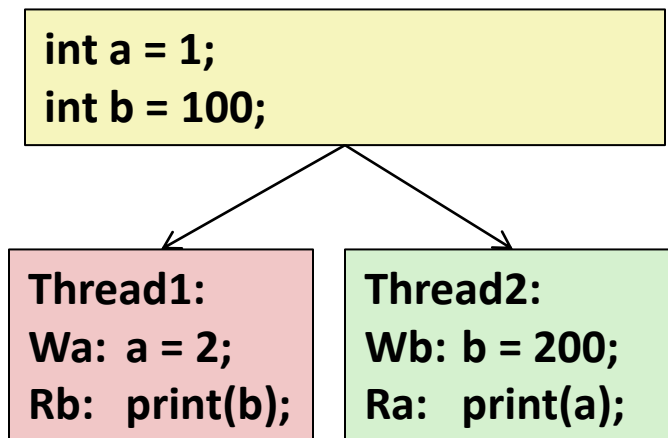 int a = 1;
int b = 100;
Thread1:
Wa: a = 2;
Rb: print(b);
Thread2:
Wb: b = 200;
Ra: print(a);